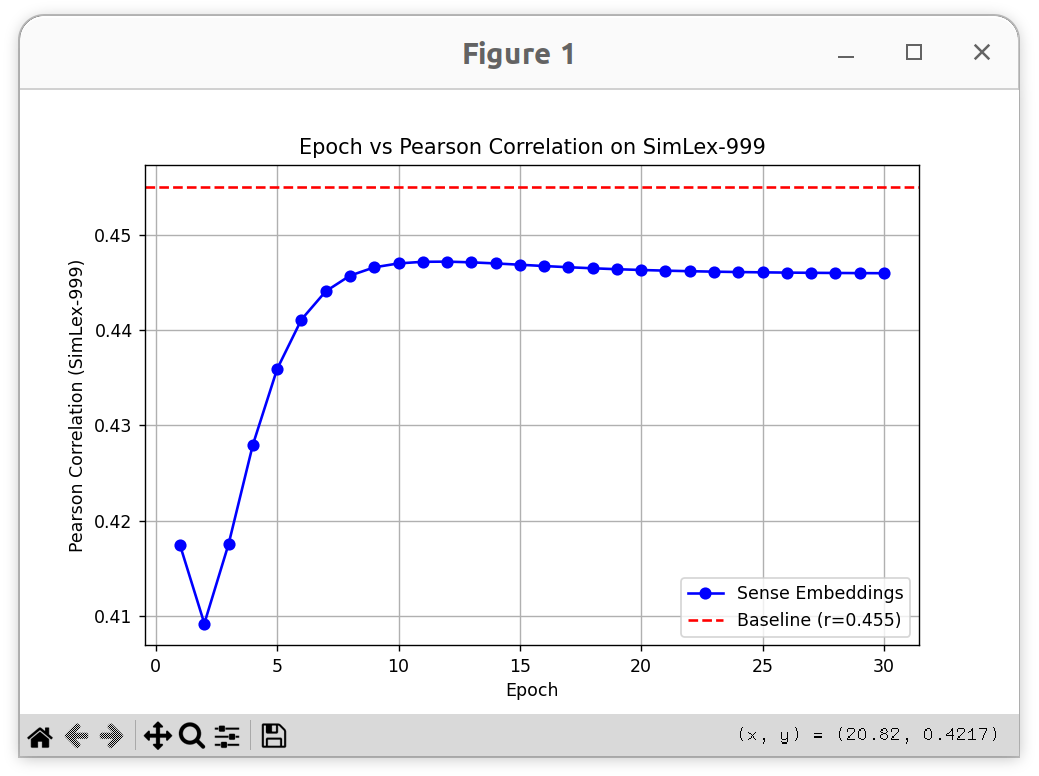 Figure 1
Epoch vs Pearson Correlation on SimLex-999
Pearson Correlation (SimLex-999)
0.45
0.44
0.43
0.42
0.41
0 5 10 15 20 25 30
Epoch
Sense Embeddings
Baseline (r=0.455)
(x, y) = (20.82, 0.4217)